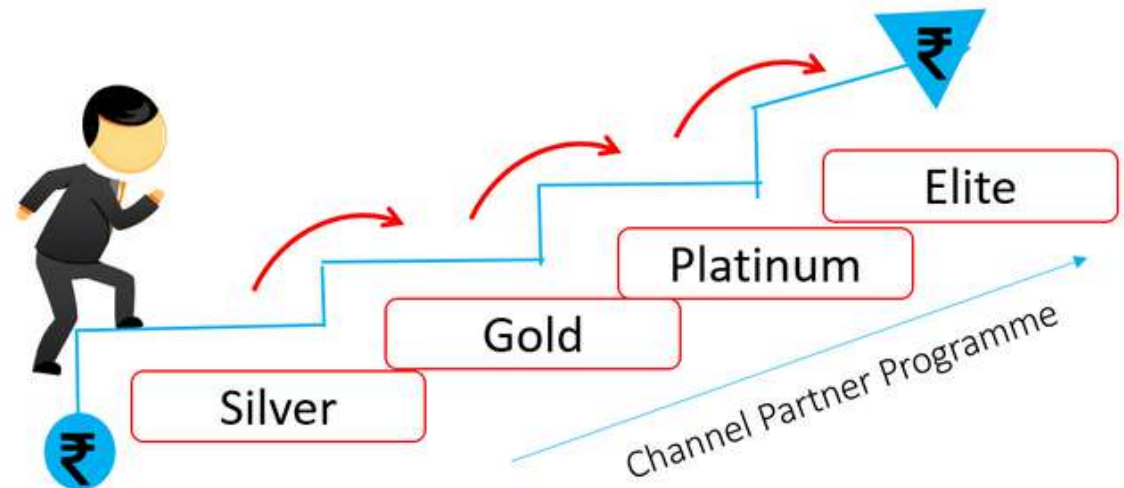 ₹
Elite
Platinum
Gold
Silver
Channel Partner Programme
₹